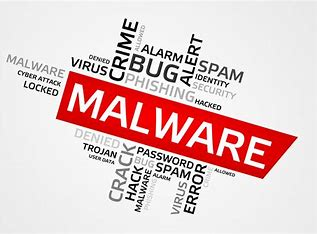 CRIME
ALLOWED
ALARM
ALERT
DENIED
BUG
SPAM
MALWARE
VIRUS
IDENTITY
CYBER ATTACK
PHISHING
SECURITY
LOCKED
HACKED
MALWARE
DENIED
TROJAN
USER DATA
CRACK
HACK
MALWARE
PASSWORD
BUG
SPAM
PHISHING
ALARM
VIRUS
ERROR
ALLOWED